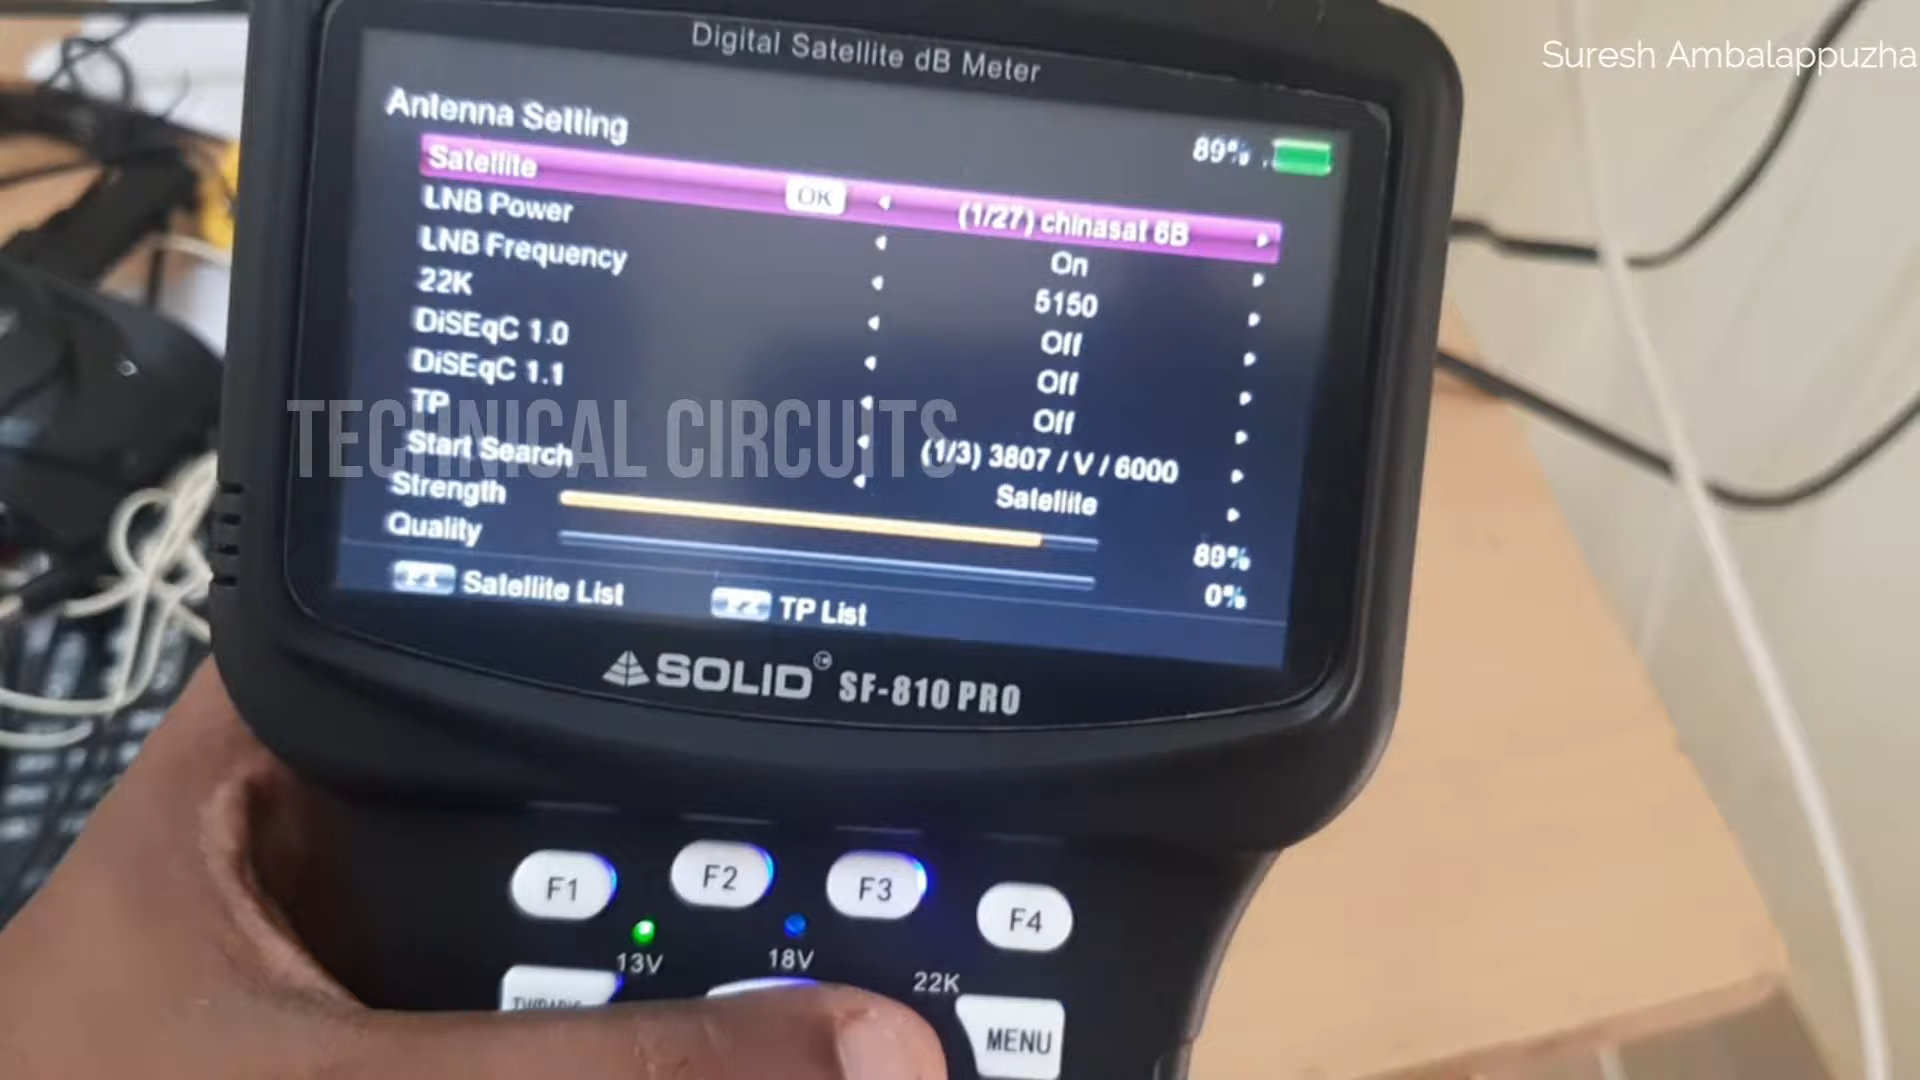 Suresh Ambalappuzha
Digital Satellite dB Meter
Antenna Setting
89%
Satellite OK (1/27) chinasat 6B
LNB Power On
LNB Frequency 5150
22K Off
DiSEqC 1.0 Off
DiSEqC 1.1 Off
TP (1/3) 3807 / V / 6000
Start Search Satellite
TECHNICAL CIRCUITS
Strength 89%
Quality 0%
F1 Satellite List F2 TP List
SOLID SF-810 PRO
F1 F2 F3 F4
13V 18V 22K
MENU